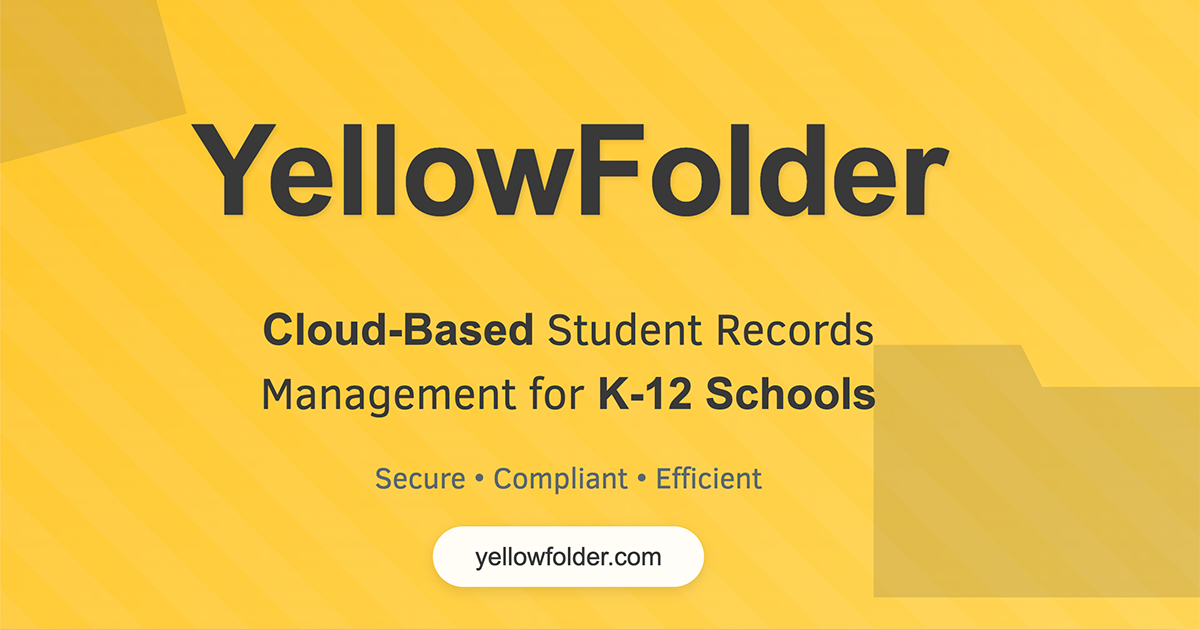 YellowFolder
Cloud-Based Student Records
Management for K-12 Schools
Secure • Compliant • Efficient
yellowfolder.com